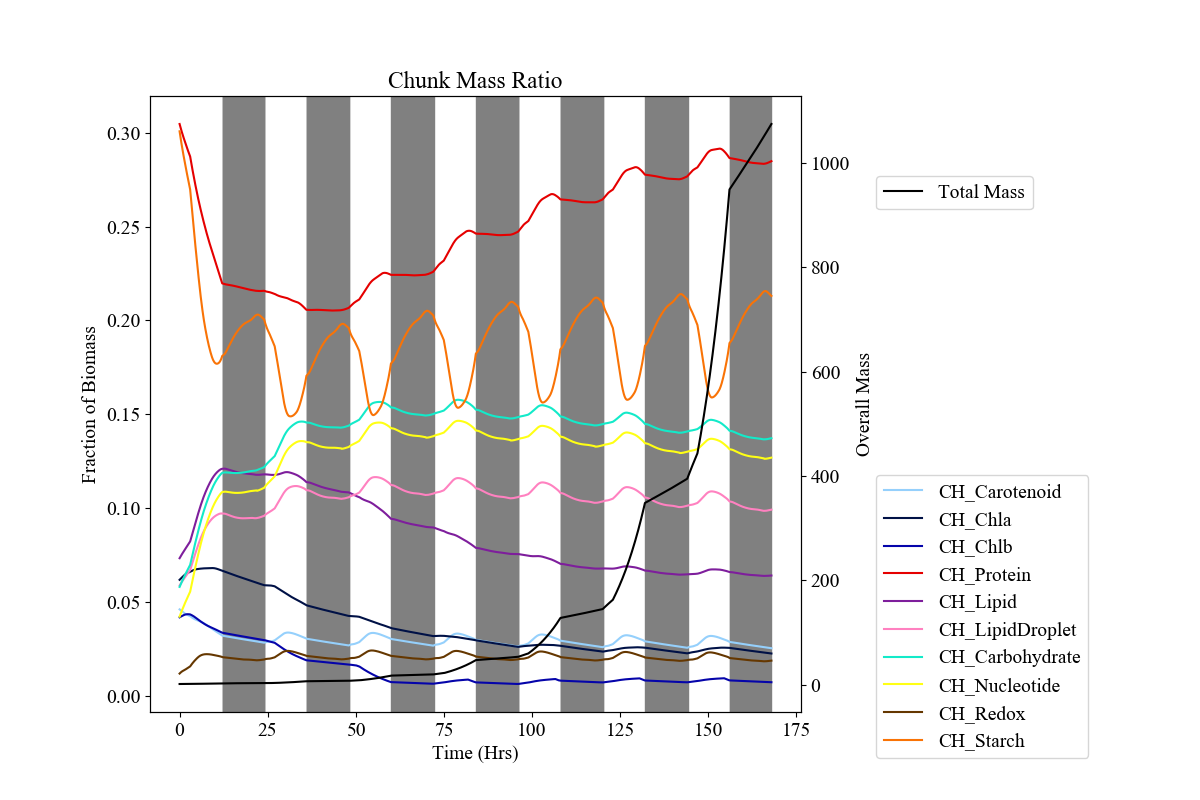 Chunk Mass Ratio
0.30
0.25
0.20
0.15
0.10
0.05
0.00
Fraction of Biomass
0
25
50
75
100
125
150
175
Time (Hrs)
1000
800
600
400
200
0
Overall Mass
Total Mass
CH_Carotenoid
CH_Chla
CH_Chlb
CH_Protein
CH_Lipid
CH_LipidDroplet
CH_Carbohydrate
CH_Nucleotide
CH_Redox
CH_Starch